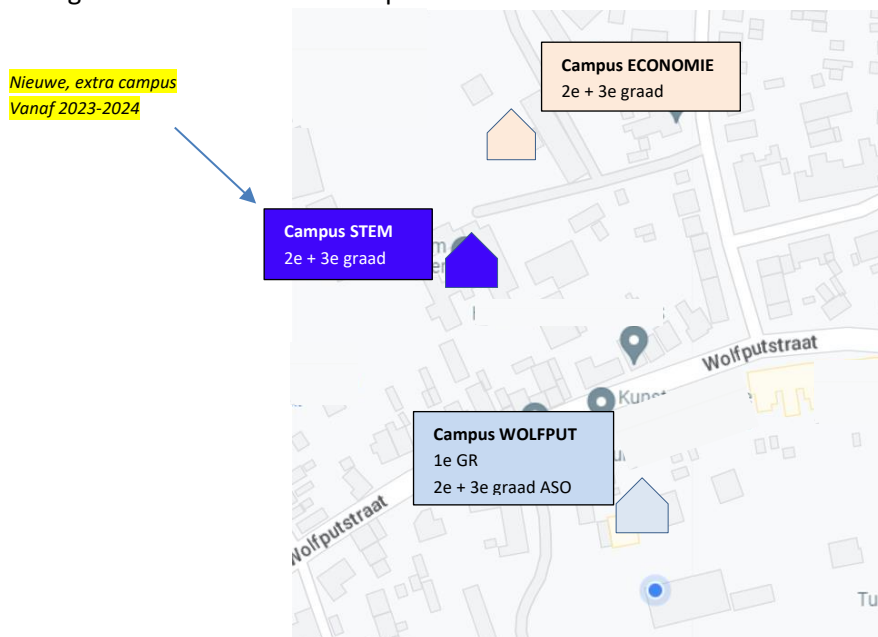 Campus ECONOMIE
2e + 3e graad
Nieuwe, extra campus
Vanaf 2023-2024
Campus STEM
2e + 3e graad
Wolfputstraat
Campus WOLFPUT
1e GR
2e + 3e graad ASO
Wolfputstraat